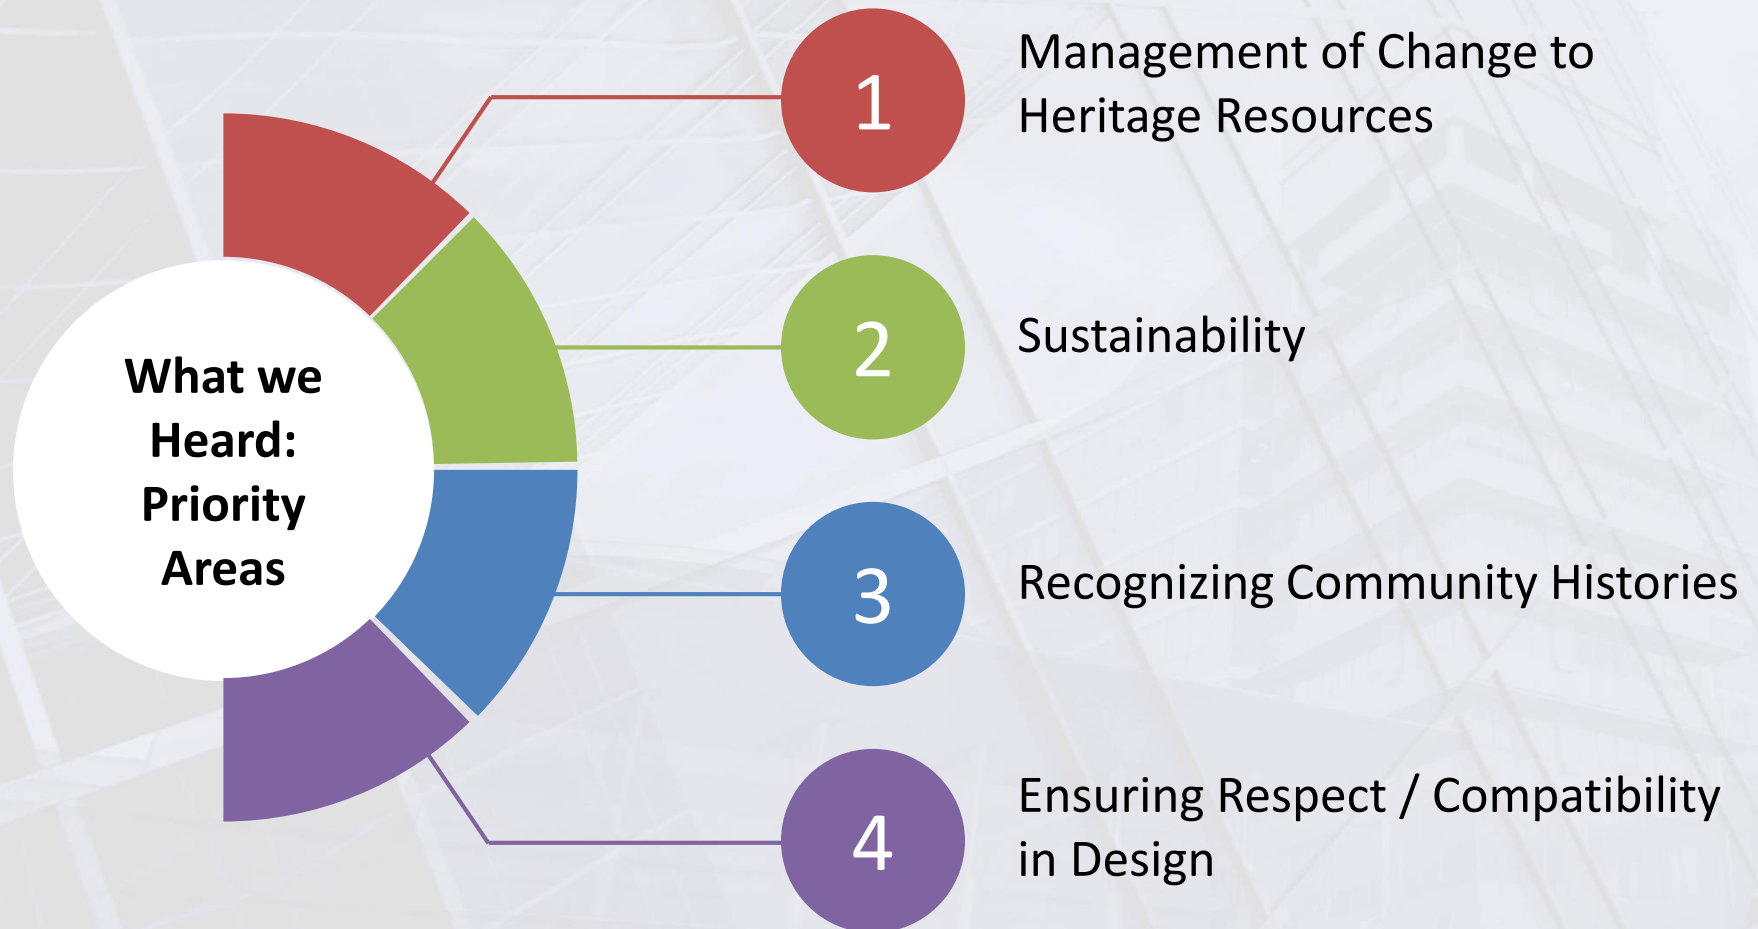 What we
Heard:
Priority
Areas
1
Management of Change to
Heritage Resources
2
Sustainability
3
Recognizing Community Histories
4
Ensuring Respect / Compatibility
in Design